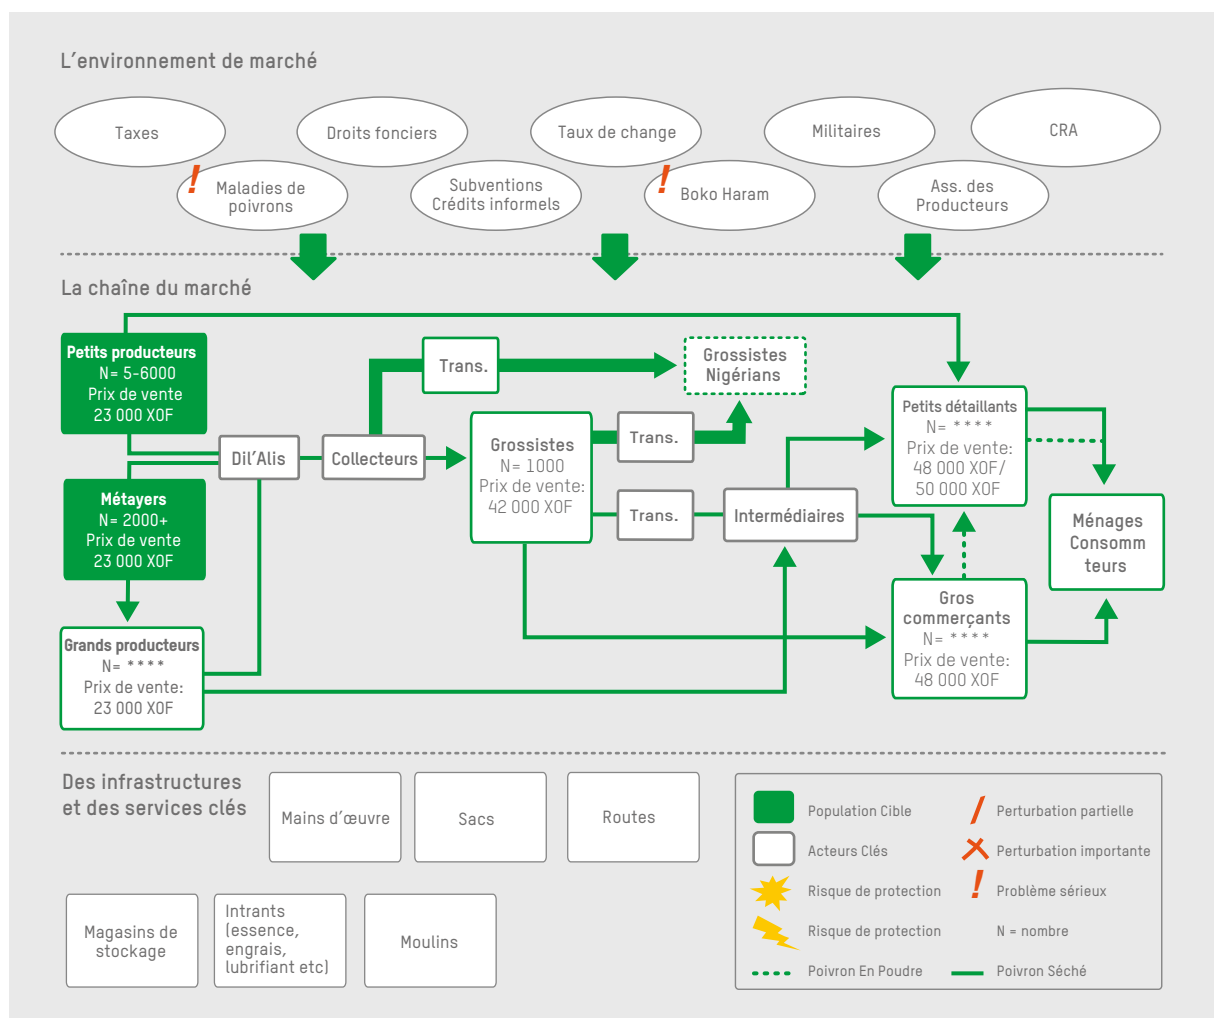 L'environnement de marché
Taxes
Droits fonciers
Taux de change
Militaires
CRA
!
Maladies de
poivrons
Subventions
Crédits informels
!
Boko Haram
Ass. des
Producteurs
La chaîne du marché
Petits producteurs
N= 5-6000
Prix de vente
23 000 XOF
Trans.
Grossistes
Nigérians
Petits détaillants
N= ****
Prix de vente:
48 000 XOF/
50 000 XOF
Dil'Alis
Collecteurs
Grossistes
N= 1000
Prix de vente:
42 000 XOF
Trans.
Trans.
Intermédiaires
Métayers
N= 2000+
Prix de vente
23 000 XOF
Ménages
Consomm
teurs
Grands producteurs
N= ****
Prix de vente:
23 000 XOF
Gros
commerçants
N= ****
Prix de vente:
48 000 XOF
Des infrastructures
et des services clés
Mains d'œuvre
Sacs
Routes
Magasins de
stockage
Intrants
(essence,
engrais,
lubrifiant etc)
Moulins
Population Cible
Perturbation partielle
Acteurs Clés
Perturbation importante
Risque de protection
! Problème sérieux
Risque de protection
N = nombre
Poivron En Poudre
Poivron Séché